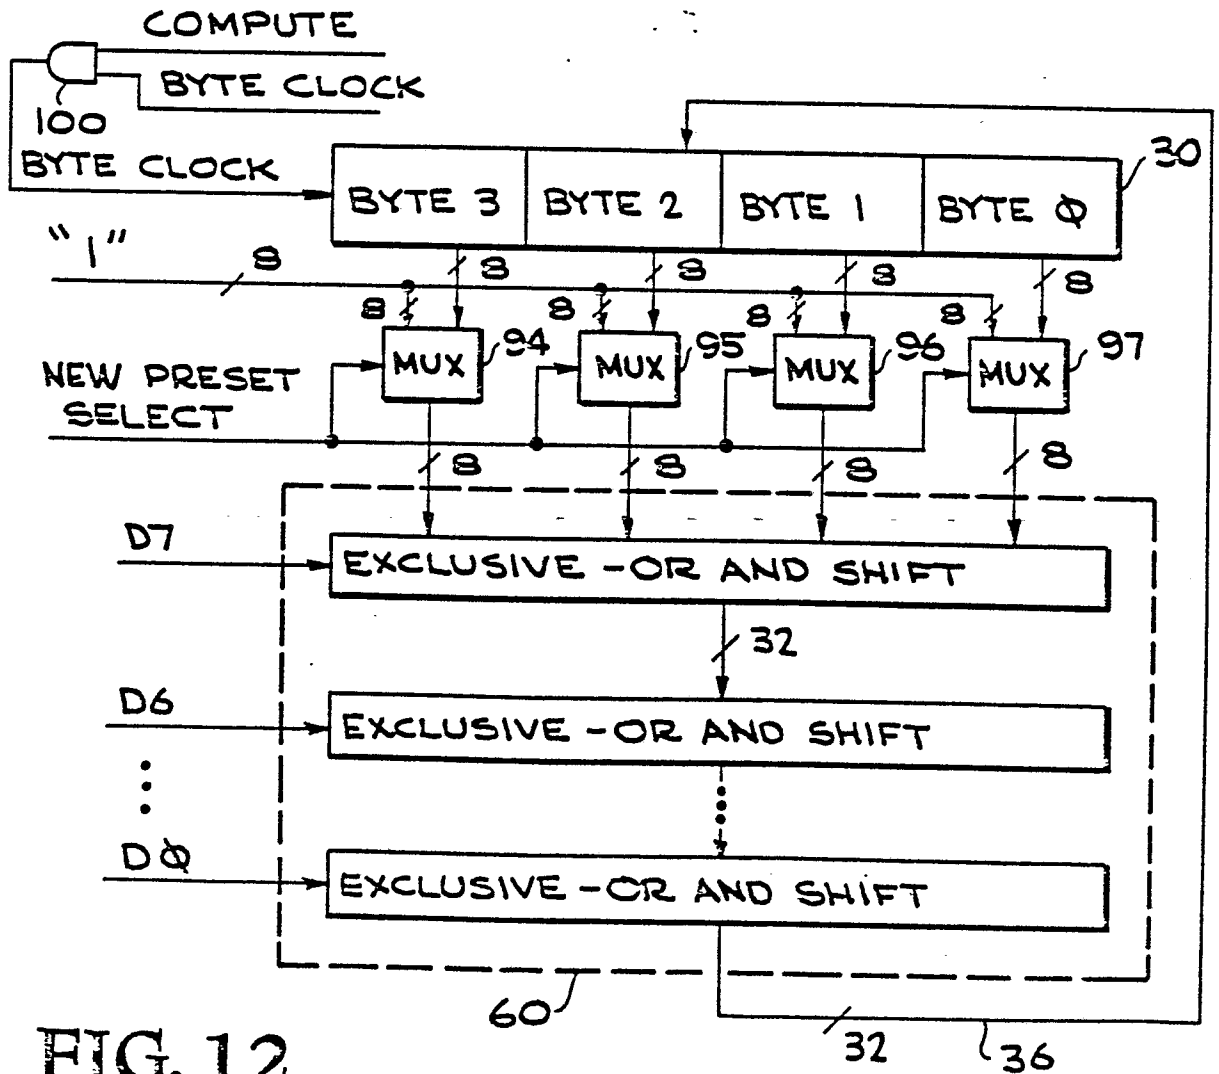 COMPUTE
BYTE CLOCK
100
BYTE CLOCK
30
BYTE 3 BYTE 2 BYTE 1 BYTE 0
"1"
8 8 8 8 8
8 8 8 8
MUX 94 MUX 95 MUX 96 MUX 97
NEW PRESET
SELECT
8 8 8 8
D7
EXCLUSIVE-OR AND SHIFT
32
D6
EXCLUSIVE-OR AND SHIFT
D0
EXCLUSIVE-OR AND SHIFT
60
32 36
FIG. 12